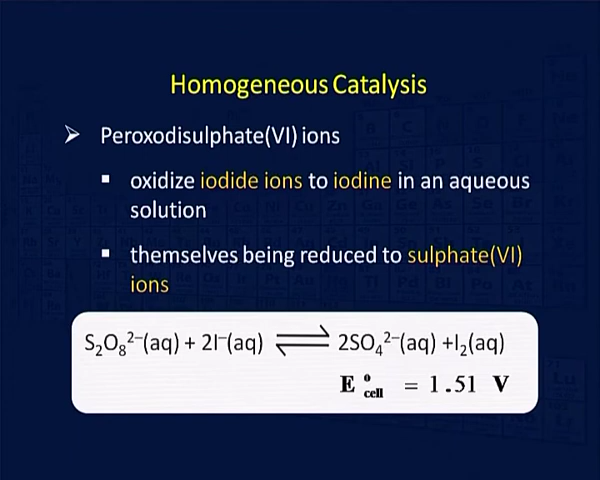 Homogeneous Catalysis
➢ Peroxodisulphate(VI) ions
▪ oxidize iodide ions to iodine in an aqueous
solution
▪ themselves being reduced to sulphate(VI)
ions
S₂O₈²⁻(aq) + 2I⁻(aq) ⇌ 2SO₄²⁻(aq) +I₂(aq)
E°cell = 1.51 V